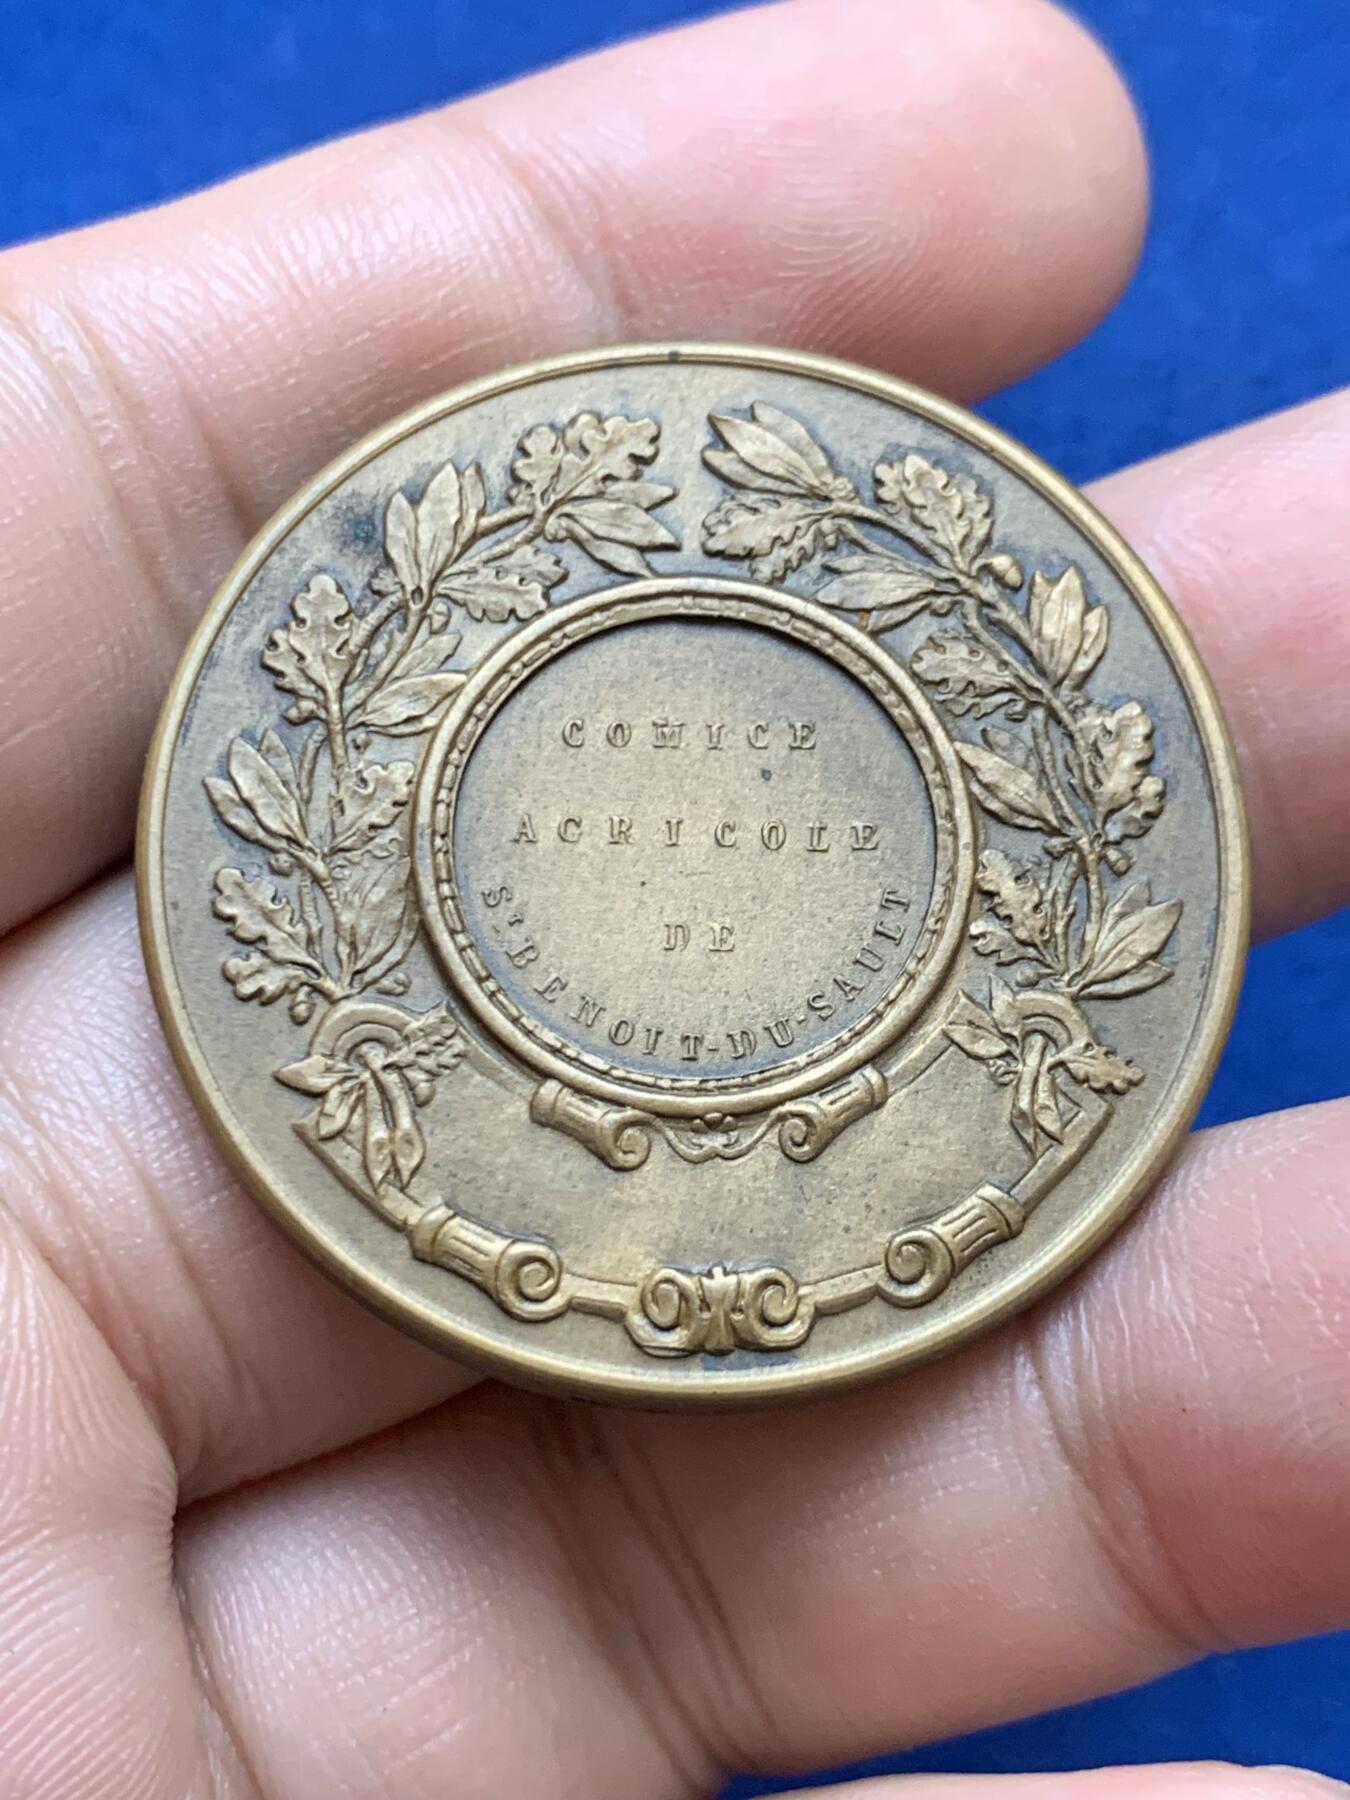 COMICE
AGRICOLE
DE
ST BENOIT-DU-SAULT